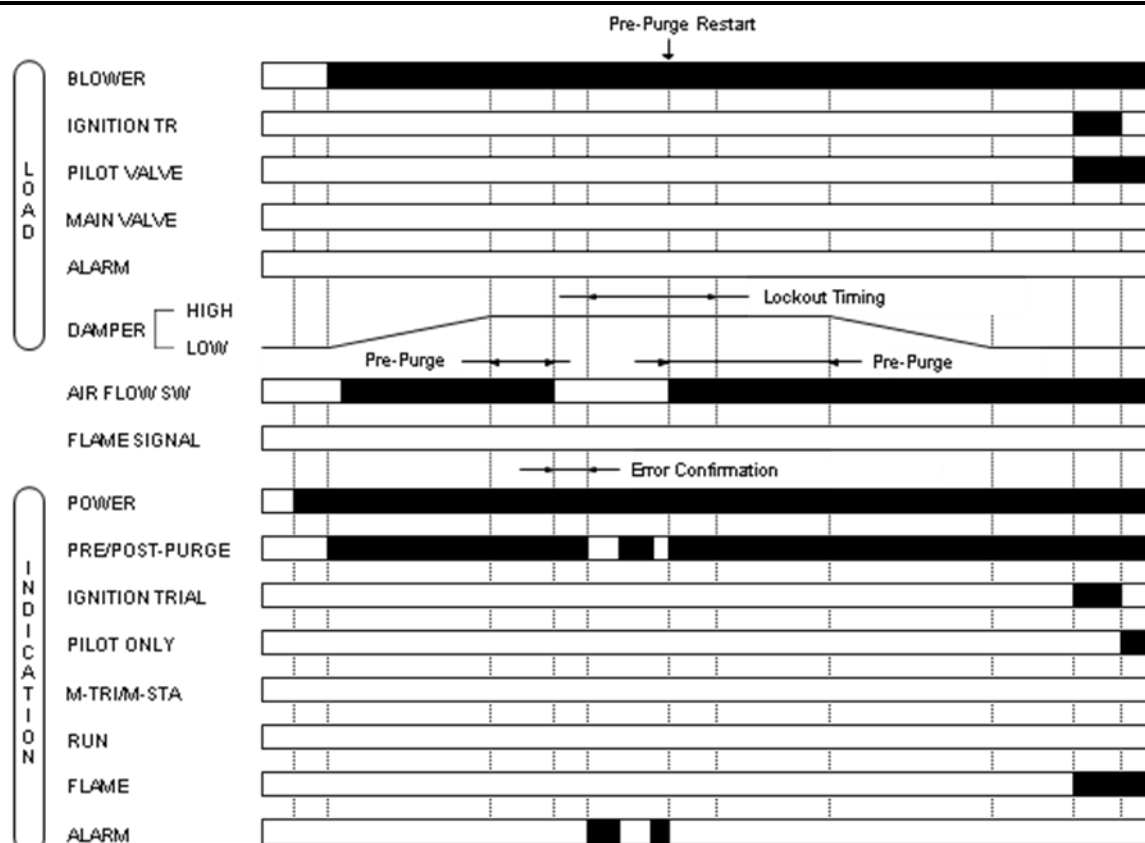 Pre-Purge Restart
LOAD
BLOWER
IGNITION TR
PILOT VALVE
MAIN VALVE
ALARM
Lockout Timing
DAMPER
HIGH
LOW
Pre-Purge
Pre-Purge
AIR FLOW SW
FLAME SIGNAL
Error Confirmation
INDICATION
POWER
PRE/POST-PURGE
IGNITION TRIAL
PILOT ONLY
M-TRI/M-STA
RUN
FLAME
ALARM